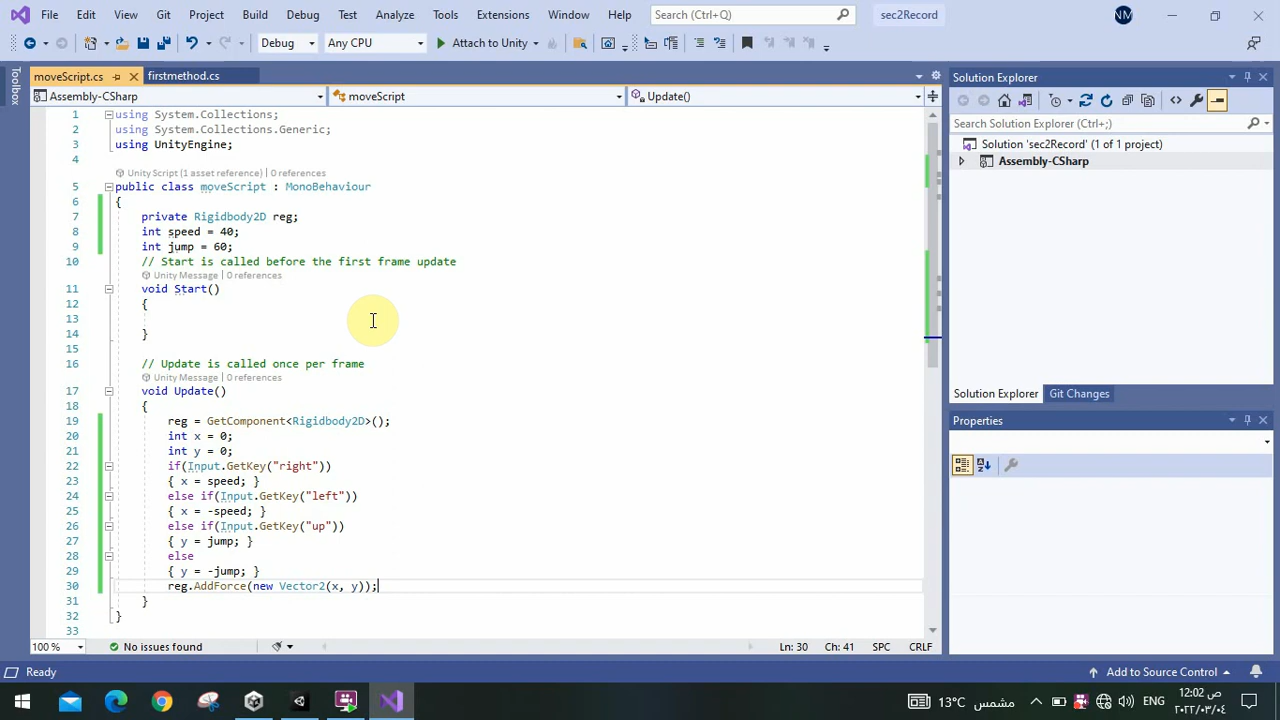 File Edit View Git Project Build Debug Test Analyze Tools Extensions Window Help Search (Ctrl+Q) sec2Record NM
Debug Any CPU Attach to Unity
Toolbox
moveScript.cs firstmethod.cs
Assembly-CSharp moveScript Update()
1 using System.Collections;
2 using System.Collections.Generic;
3 using UnityEngine;
4
Unity Script (1 asset reference) | 0 references
5 public class moveScript : MonoBehaviour
6 {
7 private Rigidbody2D reg;
8 int speed = 40;
9 int jump = 60;
10 // Start is called before the first frame update
Unity Message | 0 references
11 void Start()
12 {
13
14 }
15
16 // Update is called once per frame
Unity Message | 0 references
17 void Update()
18 {
19 reg = GetComponent<Rigidbody2D>();
20 int x = 0;
21 int y = 0;
22 if(Input.GetKey("right"))
23 { x = speed; }
24 else if(Input.GetKey("left"))
25 { x = -speed; }
26 else if(Input.GetKey("up"))
27 { y = jump; }
28 else
29 { y = -jump; }
30 reg.AddForce(new Vector2(x, y));
31 }
32 }
33
100 % No issues found Ln: 30 Ch: 41 SPC CRLF
Solution Explorer
Search Solution Explorer (Ctrl+;)
Solution 'sec2Record' (1 of 1 project)
Assembly-CSharp
Solution Explorer Git Changes
Properties
Ready Add to Source Control
13°C مشمس ENG 12:02 ص
٢٠٢٢/٠٣/٠٤